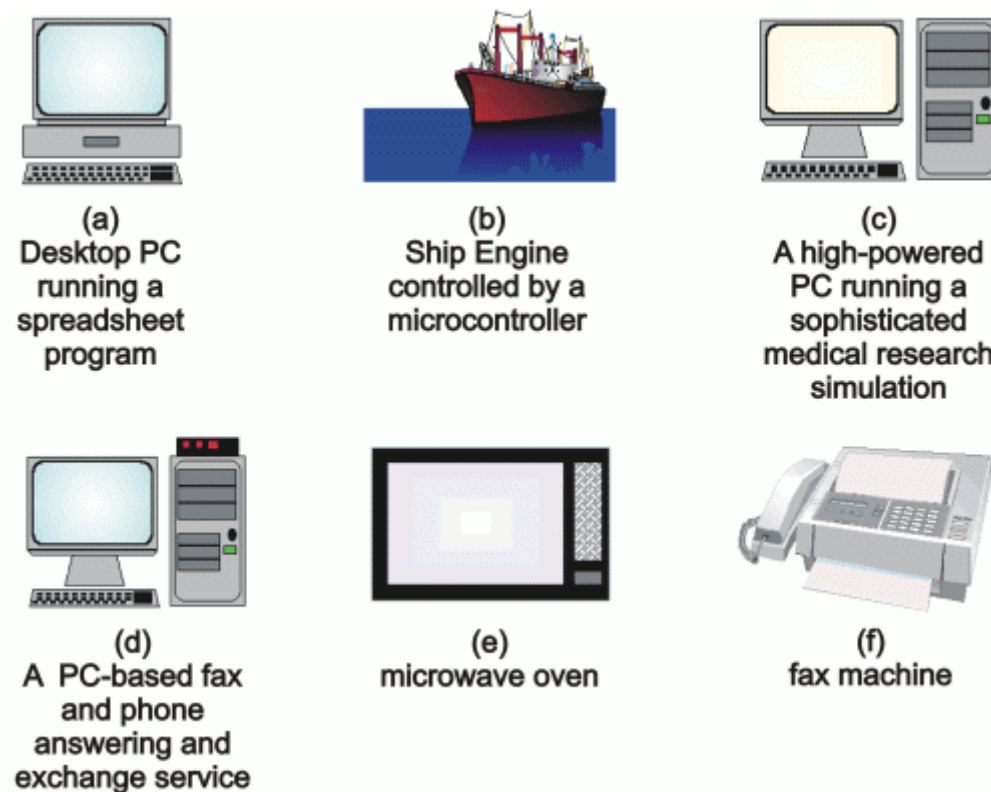 (a)
Desktop PC
running a
spreadsheet
program
(b)
Ship Engine
controlled by a
microcontroller
(c)
A high-powered
PC running a
sophisticated
medical research
simulation
(d)
A PC-based fax
and phone
answering and
exchange service
(e)
microwave oven
(f)
fax machine